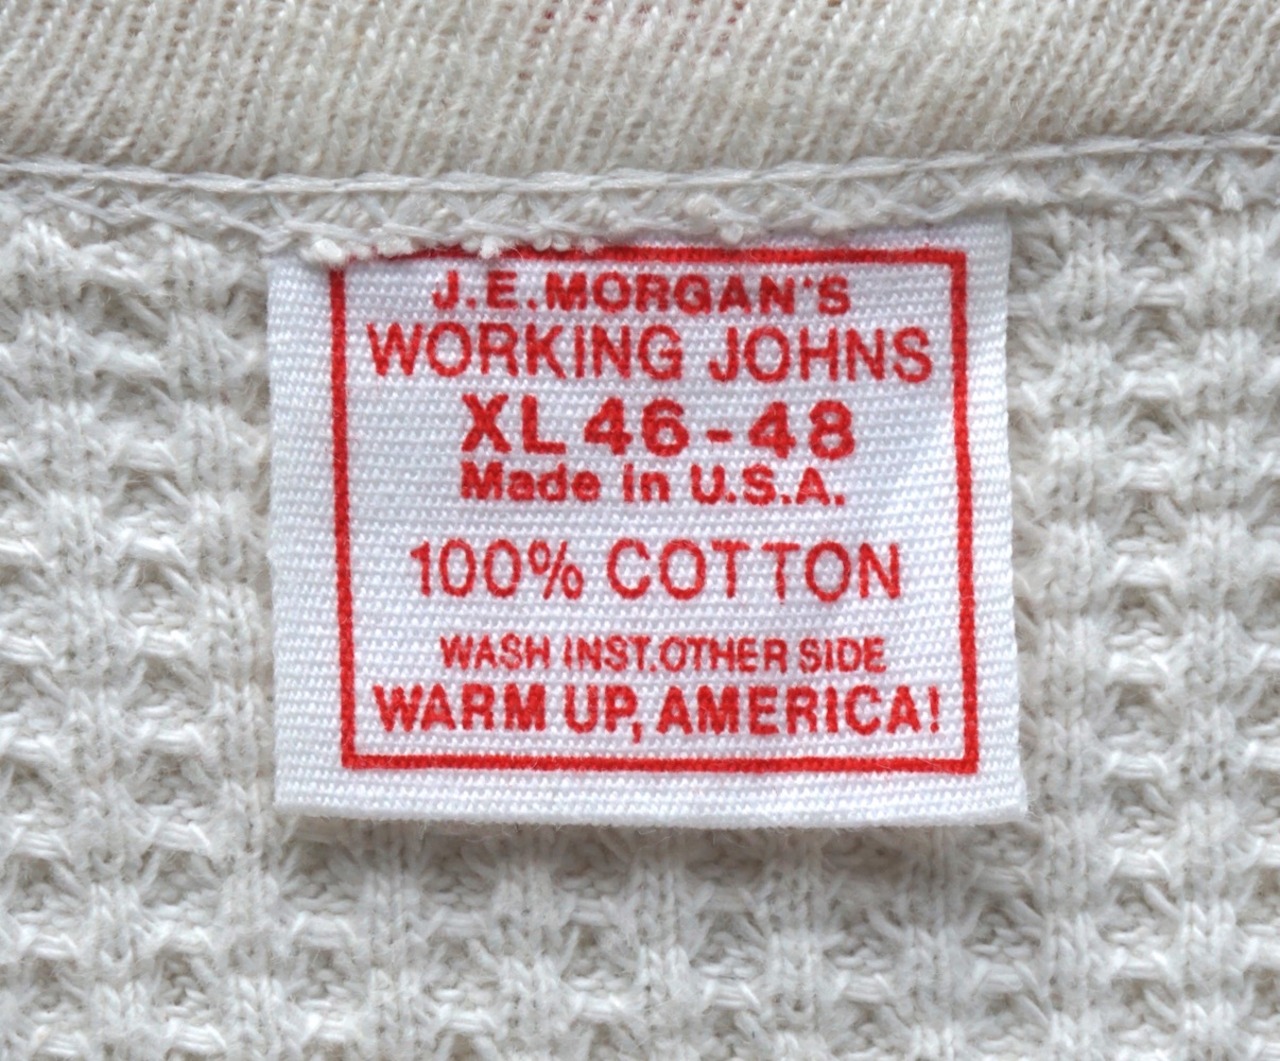 J.E.MORGAN'S
WORKING JOHNS
XL 46-48
Made in U.S.A.
100% COTTON
WASH INST.OTHER SIDE
WARM UP, AMERICA!